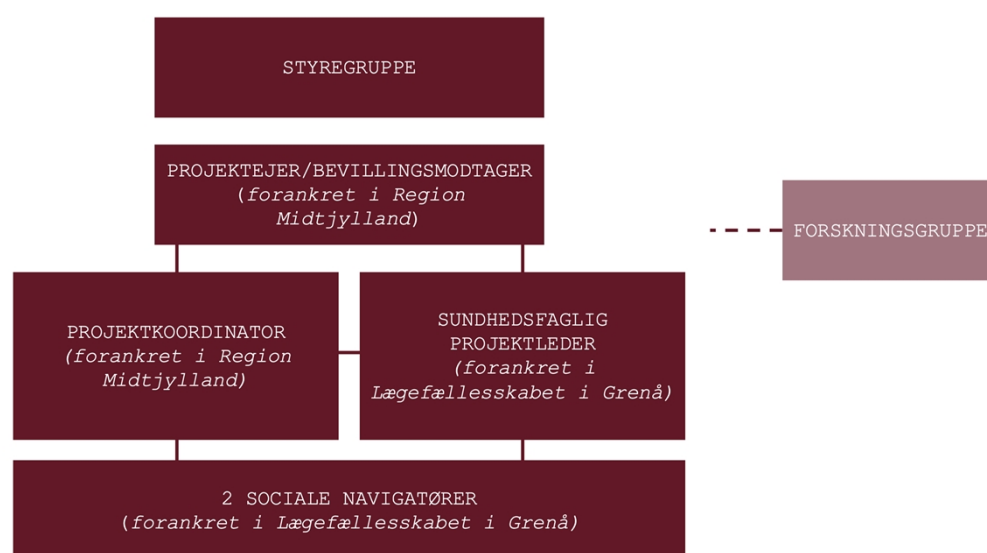 STYREGRUPPE
PROJEKTEJER/BEVILLINGSMODTAGER
(forankret i Region
Midtjylland)
FORSKNINGSGRUPPE
PROJEKTKOORDINATOR
(forankret i Region
Midtjylland)
SUNDHEDSFAGLIG
PROJEKTLEDER
(forankret i
Lægefællesskabet i Grenå)
2 SOCIALE NAVIGATØRER
(forankret i Lægefællesskabet i Grenå)